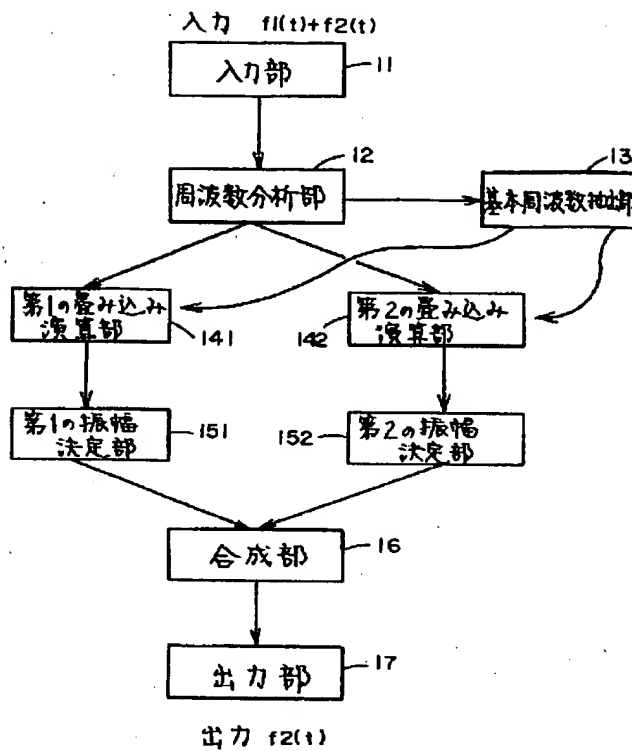 入力 f1(t)+f2(t)
入力部
11
周波数分析部
12
基本周波数抽出部
13
第1の畳み込み
演算部
141
第2の畳み込み
演算部
142
第1の振幅
決定部
151
第2の振幅
決定部
152
合成部
16
出力部
17
出力 f2(t)